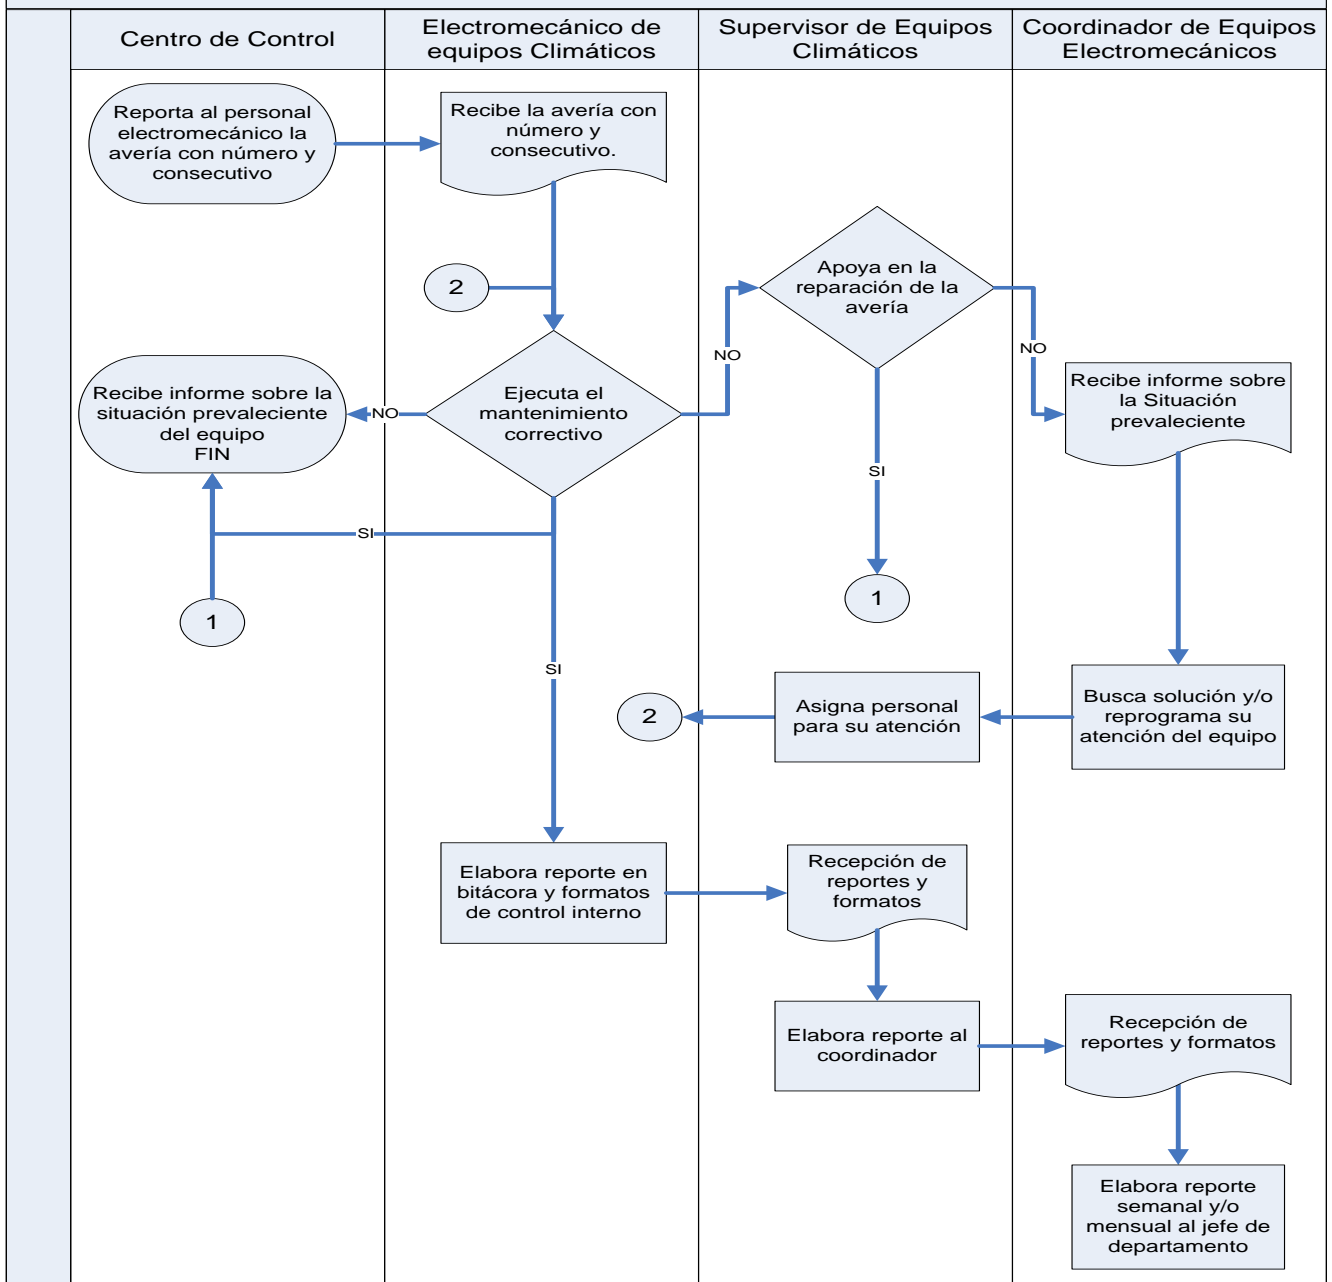 Centro de Control
Electromecánico de
equipos Climáticos
Supervisor de Equipos
Climáticos
Coordinador de Equipos
Electromecánicos
Reporta al personal
electromecánico la
avería con número y
consecutivo
Recibe la avería con
número y
consecutivo.
2
Apoya en la
reparación de la
avería
NO
NO
Recibe informe sobre la
situación prevaleciente
del equipo
FIN
NO
Ejecuta el
mantenimiento
correctivo
Recibe informe sobre
la Situación
prevaleciente
SI
SI
1
1
SI
2
Asigna personal
para su atención
Busca solución y/o
reprograma su
atención del equipo
Elabora reporte en
bitácora y formatos
de control interno
Recepción de
reportes y
formatos
Elabora reporte al
coordinador
Recepción de
reportes y formatos
Elabora reporte
semanal y/o
mensual al jefe de
departamento